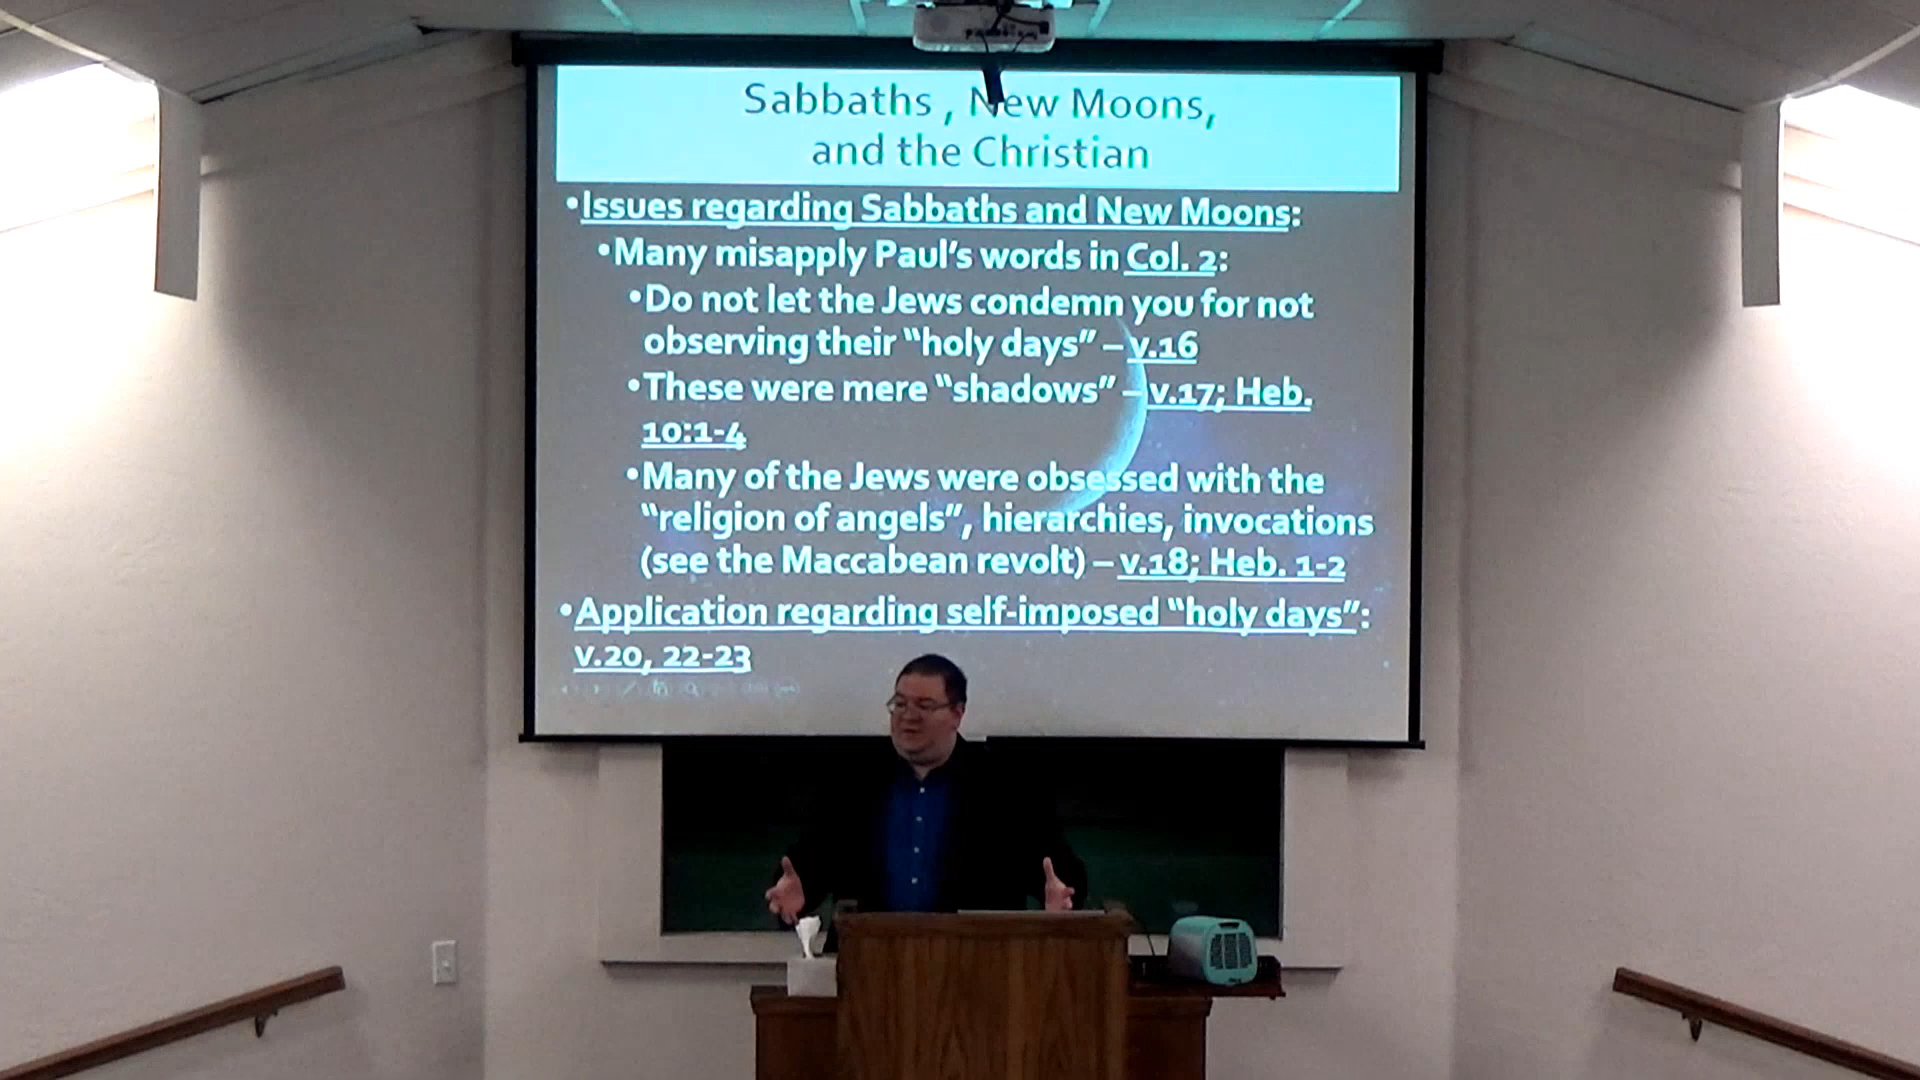 Sabbaths , New Moons,
and the Christian
•Issues regarding Sabbaths and New Moons:
•Many misapply Paul's words in Col. 2:
•Do not let the Jews condemn you for not
observing their "holy days" – v.16
•These were mere "shadows" – v.17; Heb.
10:1-4
•Many of the Jews were obsessed with the
"religion of angels", hierarchies, invocations
(see the Maccabean revolt) – v.18; Heb. 1-2
•Application regarding self-imposed "holy days":
v.20, 22-23